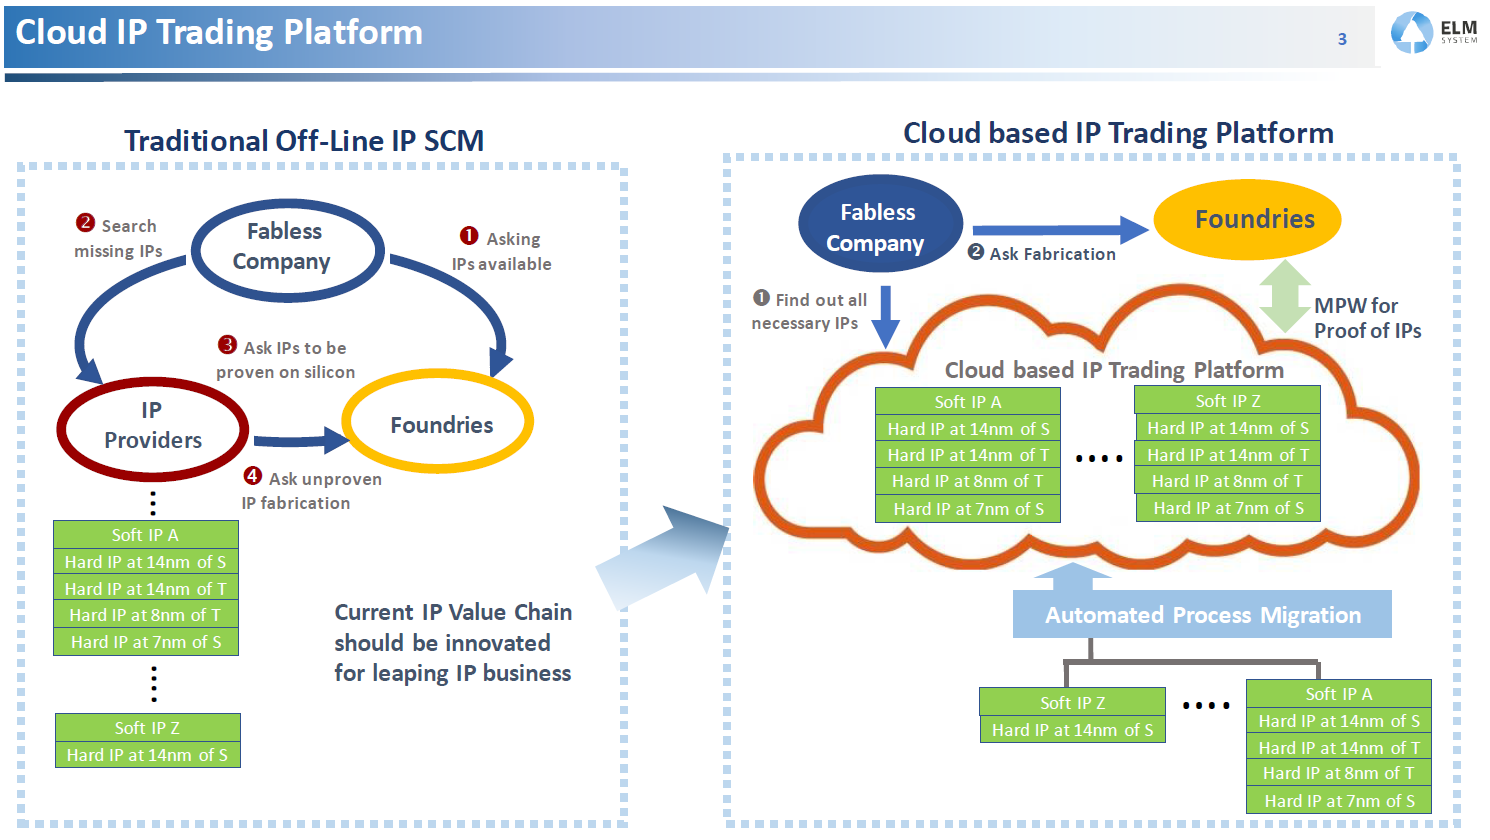 Cloud IP Trading Platform
3
ELM
SYSTEM
Traditional Off-Line IP SCM
❷ Search
missing IPs
Fabless
Company
❶ Asking
IPs available
❸ Ask IPs to be
proven on silicon
IP
Providers
Foundries
❹ Ask unproven
IP fabrication
Soft IP A
Hard IP at 14nm of S
Hard IP at 14nm of T
Hard IP at 8nm of T
Hard IP at 7nm of S
Soft IP Z
Hard IP at 14nm of S
Current IP Value Chain
should be innovated
for leaping IP business
Cloud based IP Trading Platform
Fabless
Company
Foundries
❷ Ask Fabrication
❶ Find out all
necessary IPs
MPW for
Proof of IPs
Cloud based IP Trading Platform
Soft IP A
Hard IP at 14nm of S
Hard IP at 14nm of T
Hard IP at 8nm of T
Hard IP at 7nm of S
Soft IP Z
Hard IP at 14nm of S
Hard IP at 14nm of T
Hard IP at 8nm of T
Hard IP at 7nm of S
Automated Process Migration
Soft IP Z
Hard IP at 14nm of S
Soft IP A
Hard IP at 14nm of S
Hard IP at 14nm of T
Hard IP at 8nm of T
Hard IP at 7nm of S